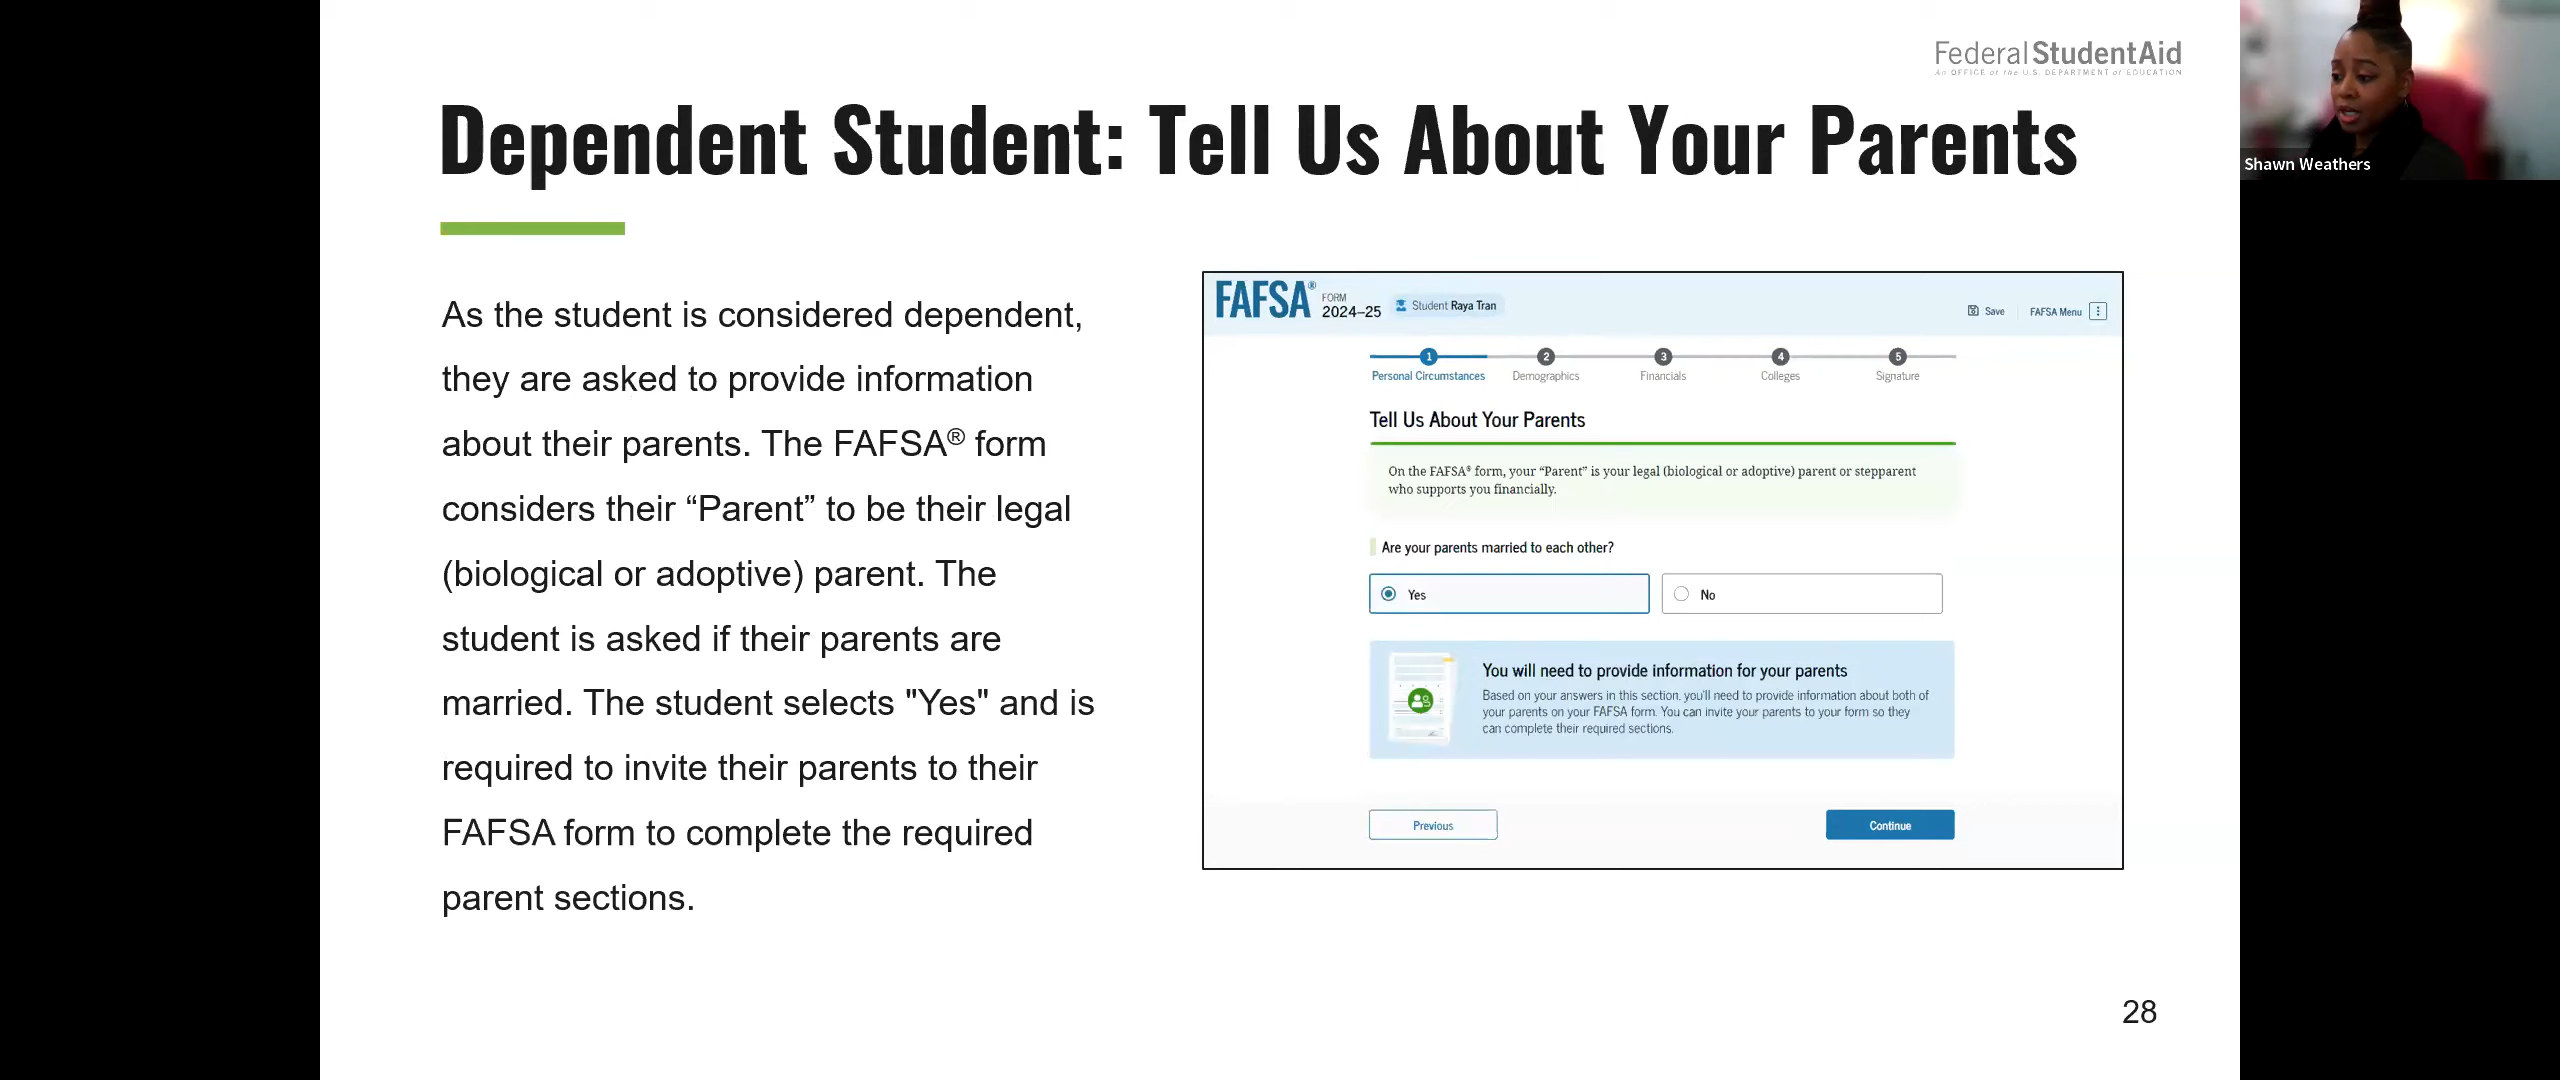 Federal StudentAid
An OFFICE of the U.S. DEPARTMENT of EDUCATION
Shawn Weathers
Dependent Student: Tell Us About Your Parents
As the student is considered dependent,
they are asked to provide information
about their parents. The FAFSA® form
considers their “Parent” to be their legal
(biological or adoptive) parent. The
student is asked if their parents are
married. The student selects "Yes" and is
required to invite their parents to their
FAFSA form to complete the required
parent sections.
FAFSA®
FORM
2024–25
Student Raya Tran
Save
FAFSA Menu
1
2
3
4
5
Personal Circumstances
Demographics
Financials
Colleges
Signature
Tell Us About Your Parents
On the FAFSA® form, your “Parent” is your legal (biological or adoptive) parent or stepparent
who supports you financially.
Are your parents married to each other?
Yes
No
You will need to provide information for your parents
Based on your answers in this section, you'll need to provide information about both of
your parents on your FAFSA form. You can invite your parents to your form so they
can complete their required sections.
Previous
Continue
28